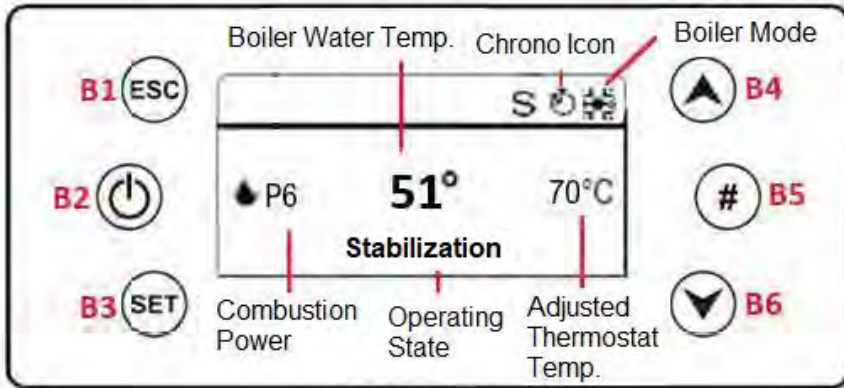 Boiler Water Temp.
Chrono Icon
Boiler Mode
B1 ESC
S
B4
B2
P6
51°
70°C
#
B5
Stabilization
B3 SET
Combustion
Power
Operating
State
Adjusted
Thermostat
Temp.
B6